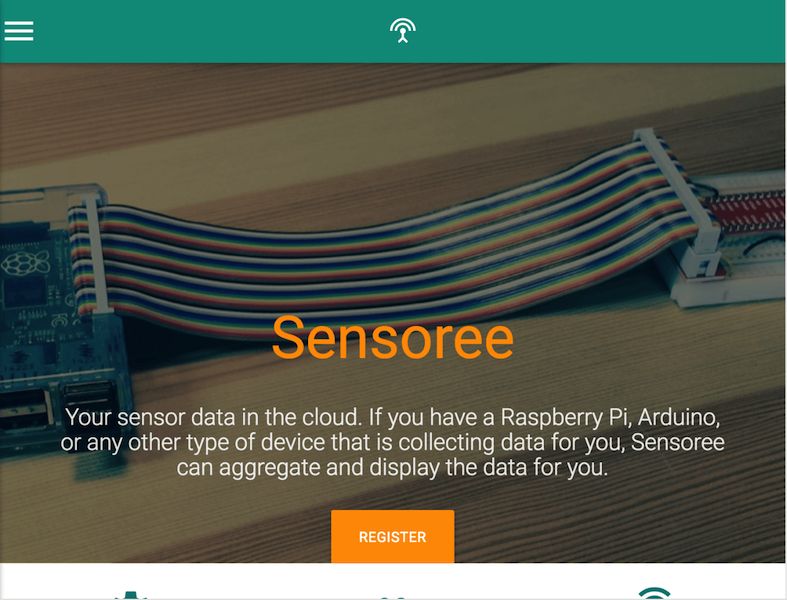 Sensoree
Your sensor data in the cloud. If you have a Raspberry Pi, Arduino,
or any other type of device that is collecting data for you, Sensoree
can aggregate and display the data for you.
REGISTER